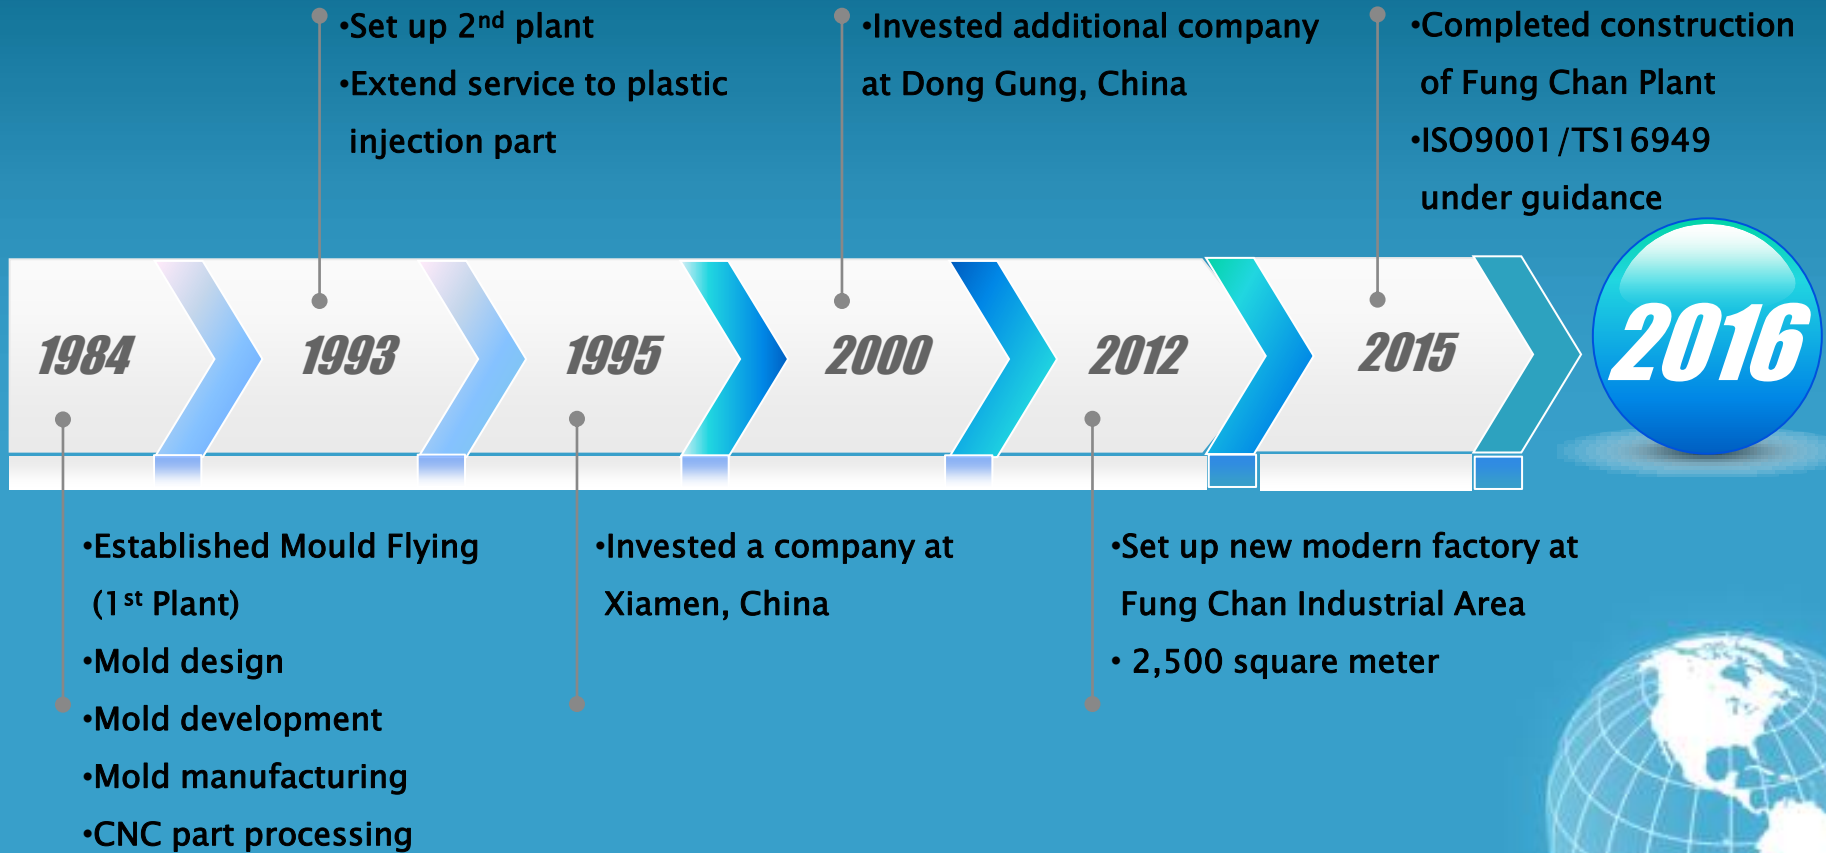 •Set up 2nd plant
•Extend service to plastic
injection part
•Invested additional company
at Dong Gung, China
•Completed construction
of Fung Chan Plant
•ISO9001/TS16949
under guidance
1984
1993
1995
2000
2012
2015
2016
•Established Mould Flying
(1st Plant)
•Mold design
•Mold development
•Mold manufacturing
•CNC part processing
•Invested a company at
Xiamen, China
•Set up new modern factory at
Fung Chan Industrial Area
• 2,500 square meter